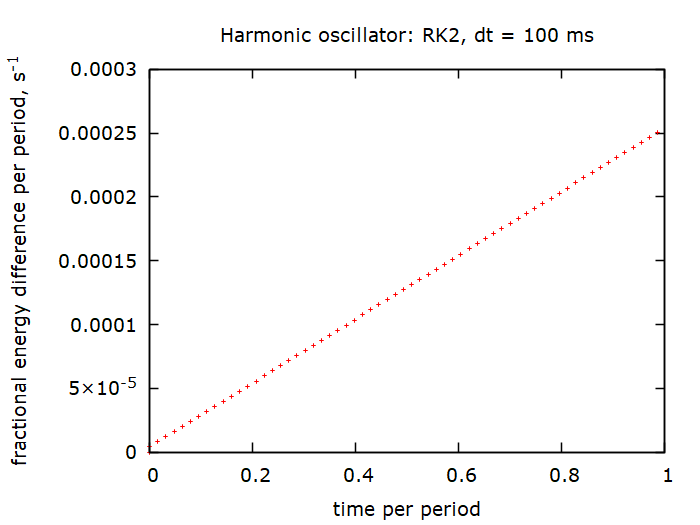 Harmonic oscillator: RK2, dt = 100 ms
fractional energy difference per period, s⁻¹
0.0003
0.00025
0.0002
0.00015
0.0001
5×10⁻⁵
0
0 0.2 0.4 0.6 0.8 1
time per period